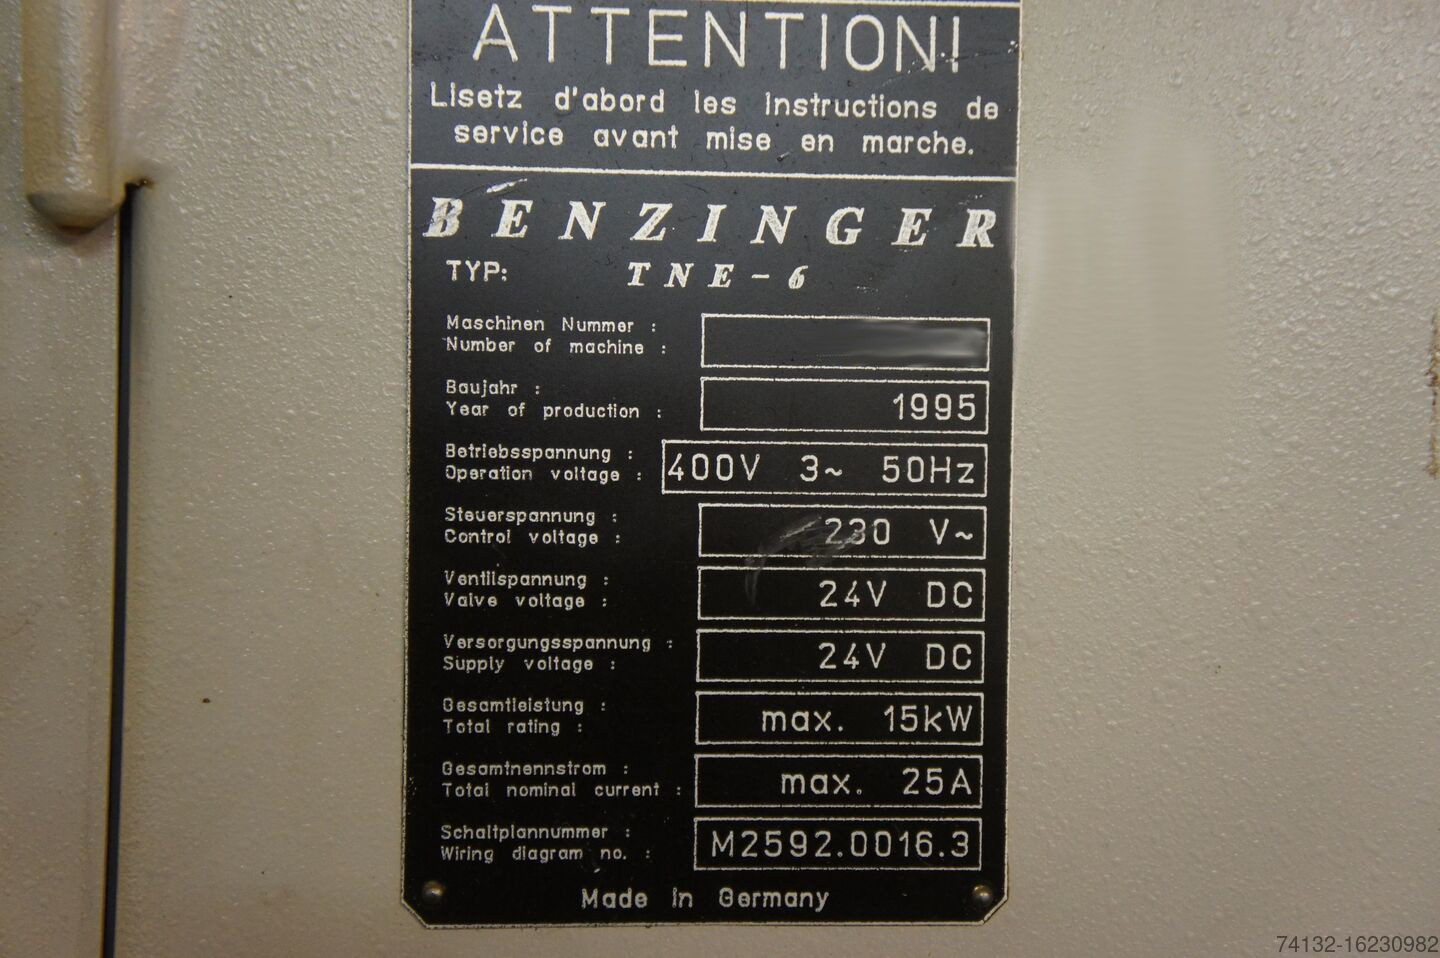 ATTENTION!
Lisetz d'abord les instructions de
service avant mise en marche.
BENZINGER
TYP: TNE-6
Maschinen Nummer :
Number of machine :
Baujahr :
Year of production : 1995
Betriebsspannung :
Operation voltage : 400V 3~ 50Hz
Steuerspannung :
Control voltage : 230 V~
Ventilspannung :
Valve voltage : 24V DC
Versorgungsspannung :
Supply voltage : 24V DC
Gesamtleistung :
Total rating : max. 15kW
Gesamtnennstrom :
Total nominal current : max. 25A
Schaltplannummer :
Wiring diagram no. : M2592.0016.3
Made in Germany
74132-16230982